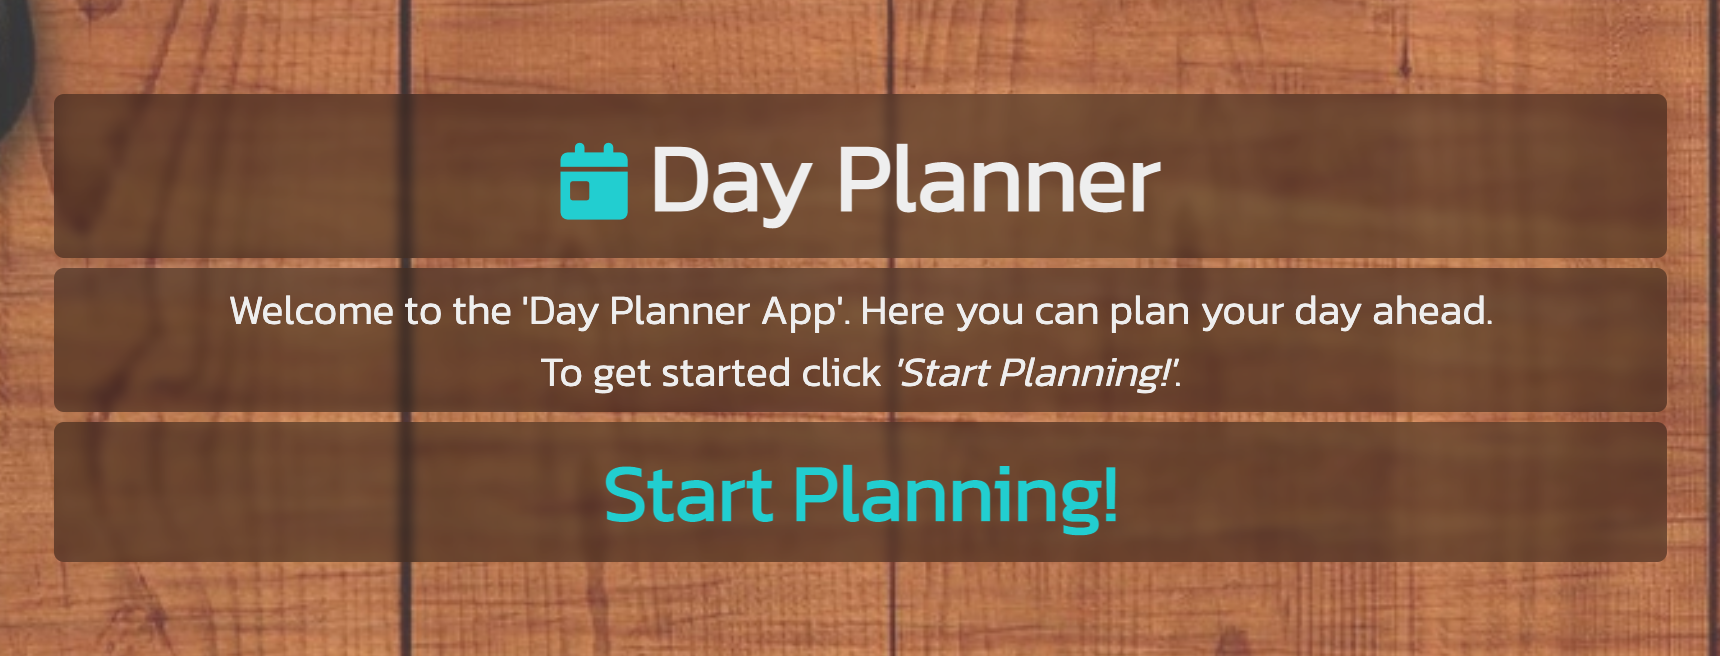 Day Planner
Welcome to the 'Day Planner App'. Here you can plan your day ahead.
To get started click 'Start Planning!'.
Start Planning!